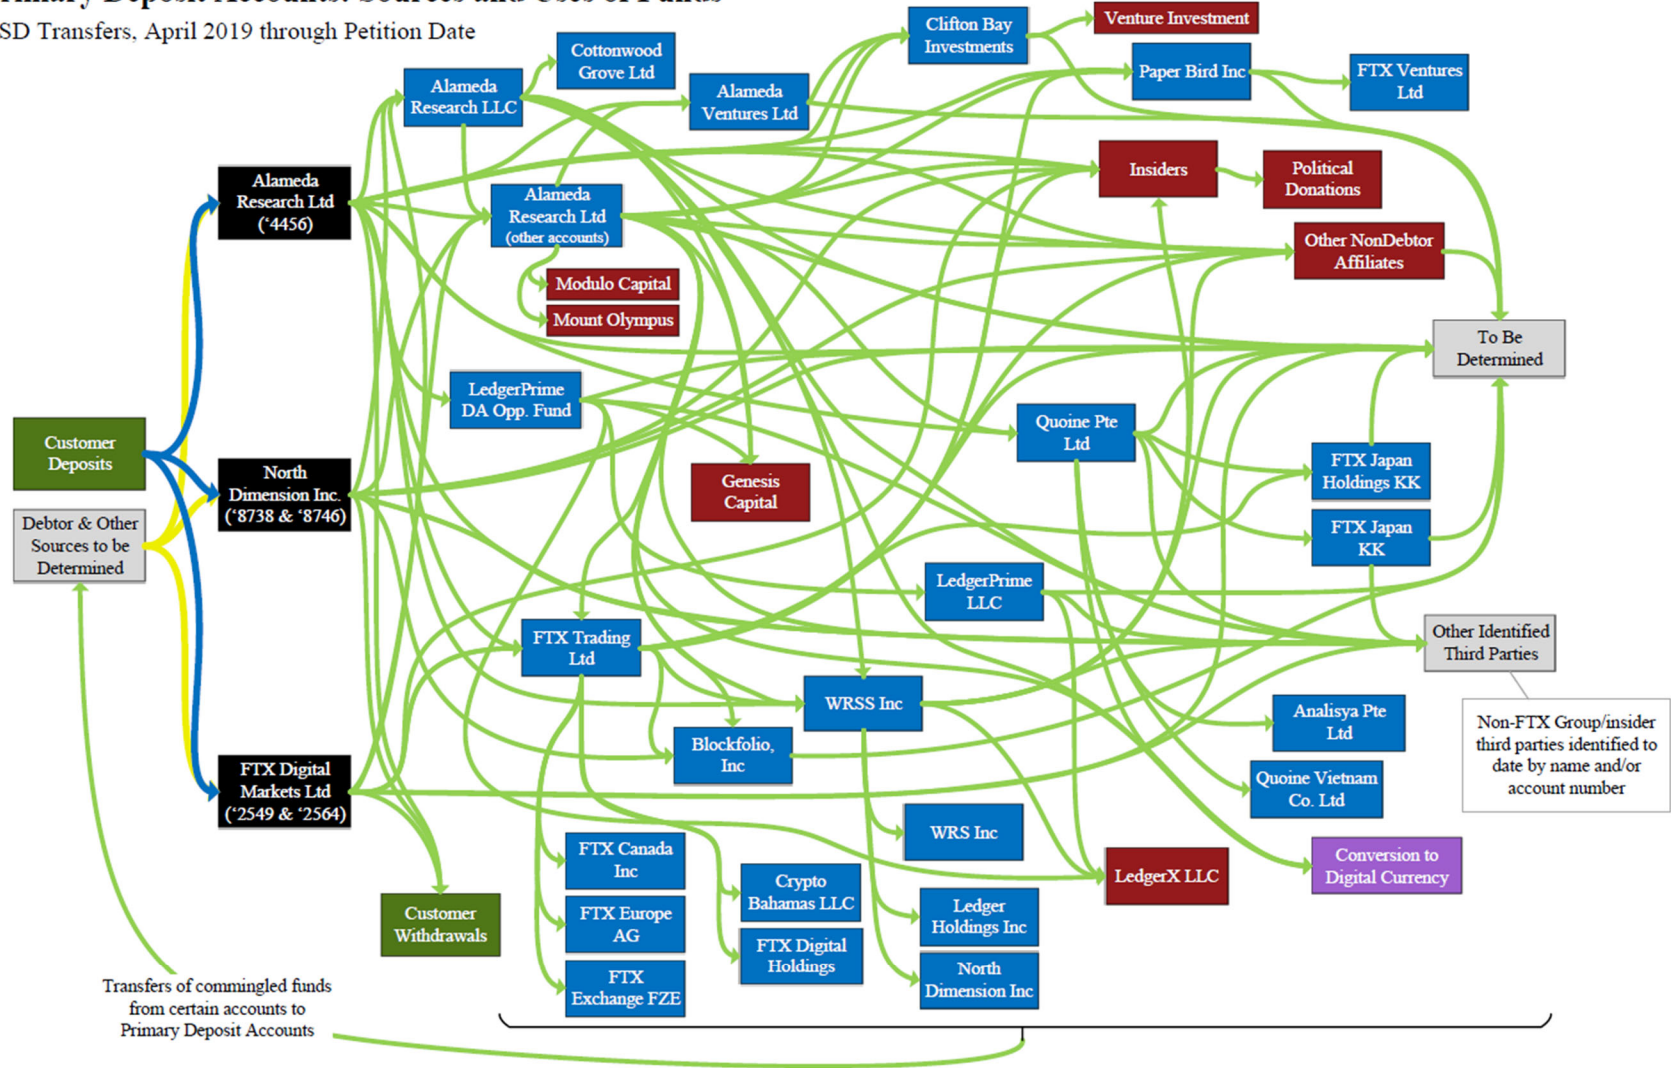 Primary Deposit Accounts: Sources and Uses of Funds
SD Transfers, April 2019 through Petition Date
Clifton Bay
Investments
Venture Investment
Cottonwood
Grove Ltd
Alameda
Research LLC
Alameda
Ventures Ltd
Paper Bird Inc
FTX Ventures
Ltd
Alameda
Research Ltd
(‘4456)
Alameda
Research Ltd
(other accounts)
Insiders
Political
Donations
Other NonDebtor
Affiliates
Modulo Capital
Mount Olympus
To Be
Determined
LedgerPrime
DA Opp. Fund
Quoine Pte
Ltd
Customer
Deposits
North
Dimension Inc.
(‘8738 & ‘8746)
Genesis
Capital
FTX Japan
Holdings KK
Debtor & Other
Sources to be
Determined
FTX Japan
KK
LedgerPrime
LLC
FTX Trading
Ltd
Other Identified
Third Parties
WRSS Inc
Analisya Pte
Ltd
Non-FTX Group/insider
third parties identified to
date by name and/or
account number
Blockfolio,
Inc
FTX Digital
Markets Ltd
(‘2549 & ‘2564)
Quoine Vietnam
Co. Ltd
WRS Inc
FTX Canada
Inc
Conversion to
Digital Currency
LedgerX LLC
Crypto
Bahamas LLC
Customer
Withdrawals
FTX Europe
AG
Ledger
Holdings Inc
FTX Digital
Holdings
FTX
Exchange FZE
North
Dimension Inc
Transfers of commingled funds
from certain accounts to
Primary Deposit Accounts